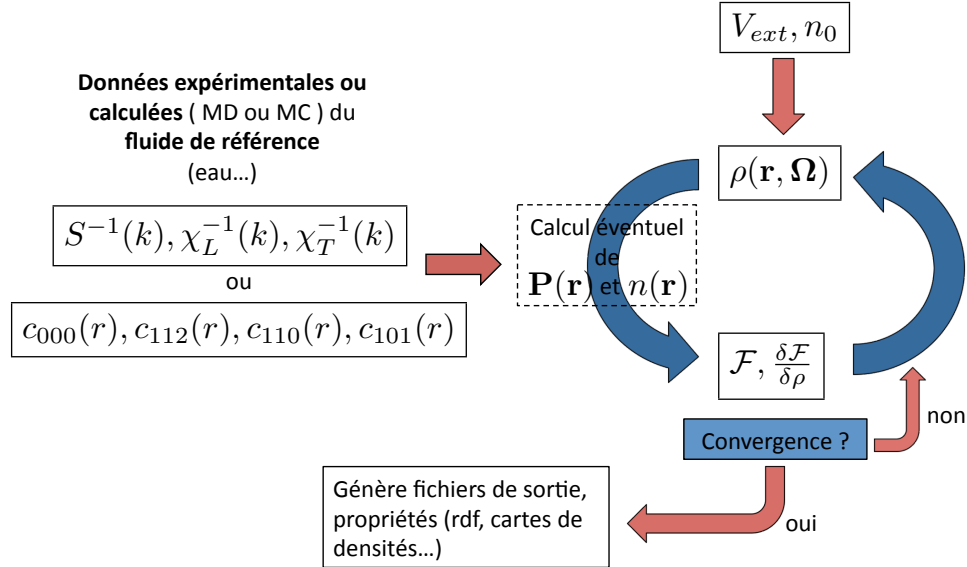 V_{ext}, n_0
Données expérimentales ou
calculées ( MD ou MC ) du
fluide de référence
(eau...)
S^{-1}(k), χ_L^{-1}(k), χ_T^{-1}(k)
ou
c_{000}(r), c_{112}(r), c_{110}(r), c_{101}(r)
ρ(r, Ω)
Calcul éventuel
de
P(r) et n(r)
F, δF/δρ
Convergence ?
non
oui
Génère fichiers de sortie,
propriétés (rdf, cartes de
densités...)